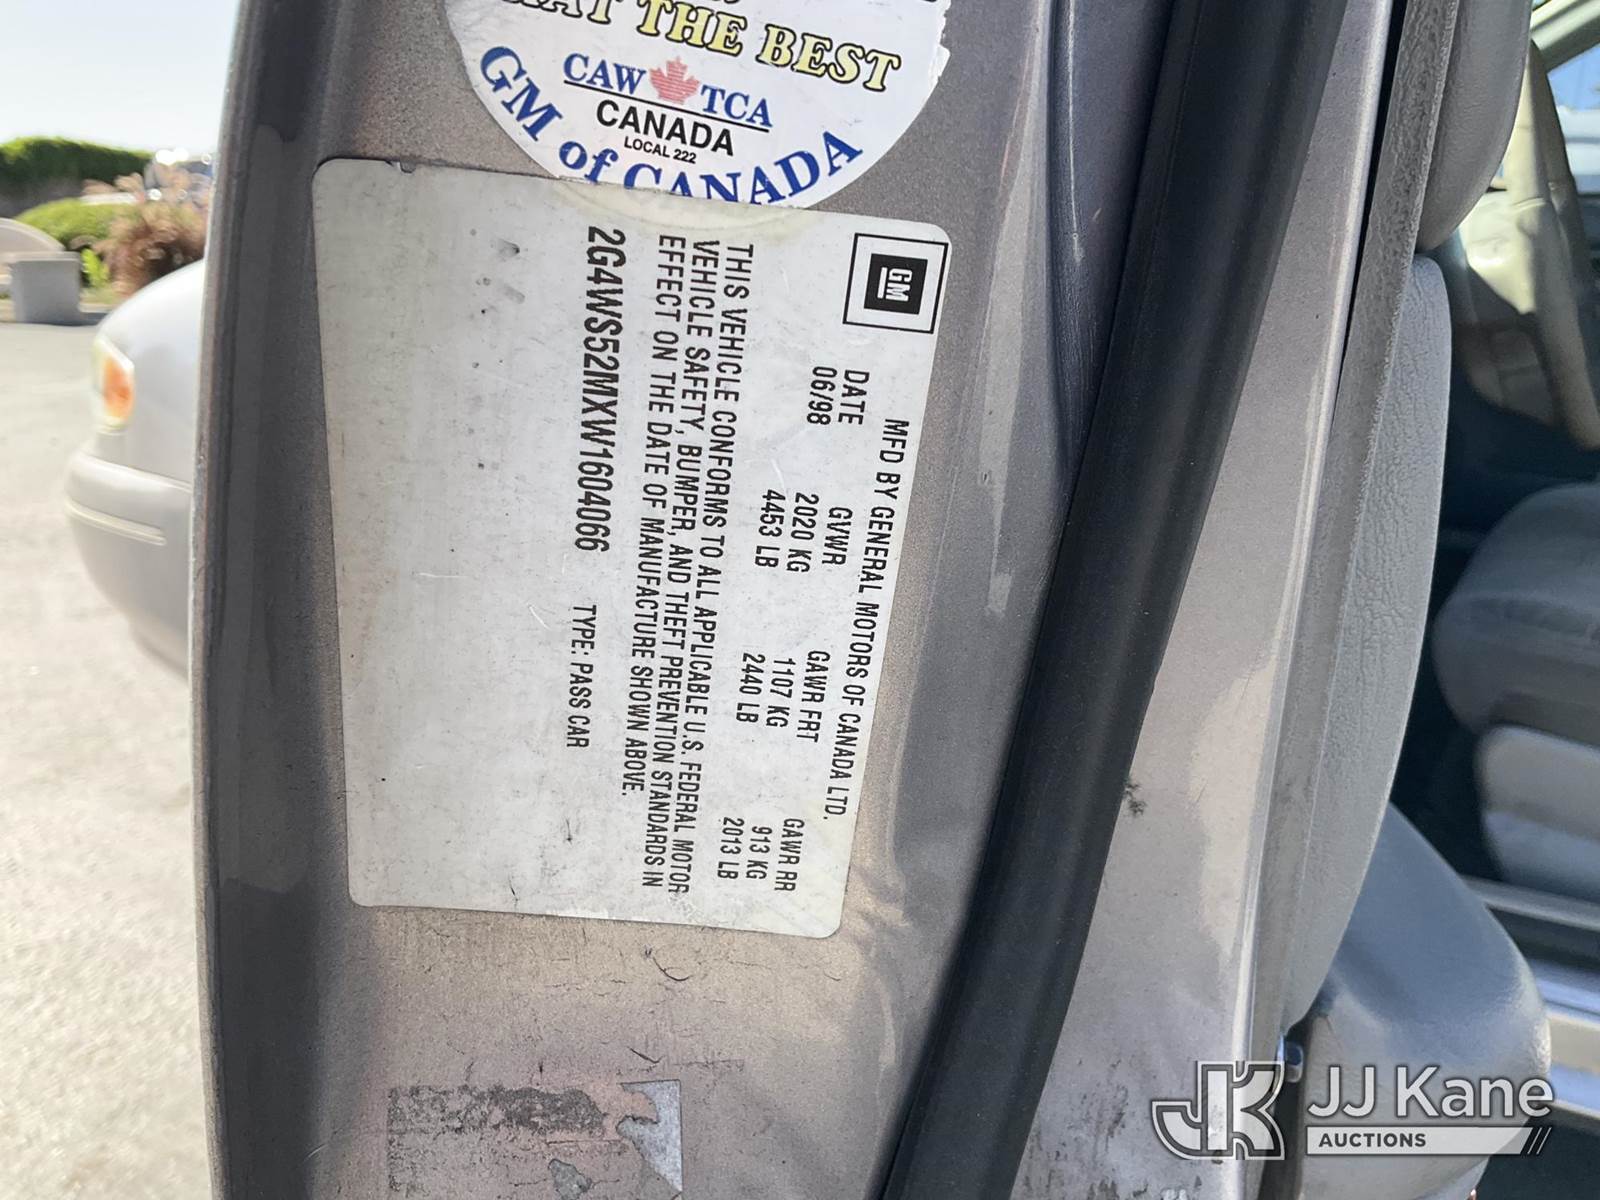 THE BEST
CAW TCA
CANADA
LOCAL 222
GM of CANADA
GM
MFD BY GENERAL MOTORS OF CANADA LTD.
DATE GVWR GAWR FRT GAWR RR
06/98 2020 KG 1107 KG 913 KG
4453 LB 2440 LB 2013 LB
THIS VEHICLE CONFORMS TO ALL APPLICABLE U.S. FEDERAL MOTOR
VEHICLE SAFETY, BUMPER, AND THEFT PREVENTION STANDARDS IN
EFFECT ON THE DATE OF MANUFACTURE SHOWN ABOVE.
2G4WS52MXW1604066 TYPE: PASS CAR
JK JJ Kane
AUCTIONS